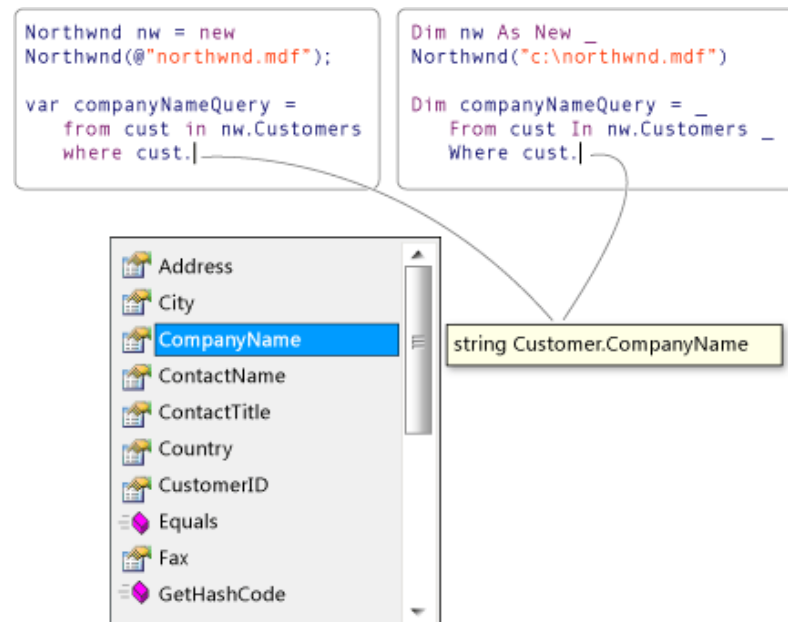 Northwnd nw = new
Northwnd(@"northwnd.mdf");
var companyNameQuery =
from cust in nw.Customers
where cust.
Dim nw As New _
Northwnd("c:\northwnd.mdf")
Dim companyNameQuery = _
From cust In nw.Customers _
Where cust.
Address
City
CompanyName
ContactName
ContactTitle
Country
CustomerID
Equals
Fax
GetHashCode
string Customer.CompanyName